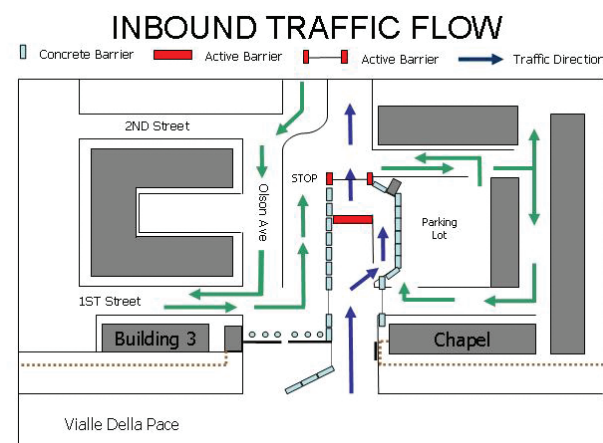 INBOUND TRAFFIC FLOW
Concrete Barrier
Active Barrier
Active Barrier
Traffic Direction
2ND Street
STOP
Olson Ave
Parking
Lot
1ST Street
Building 3
Chapel
Vialle Della Pace